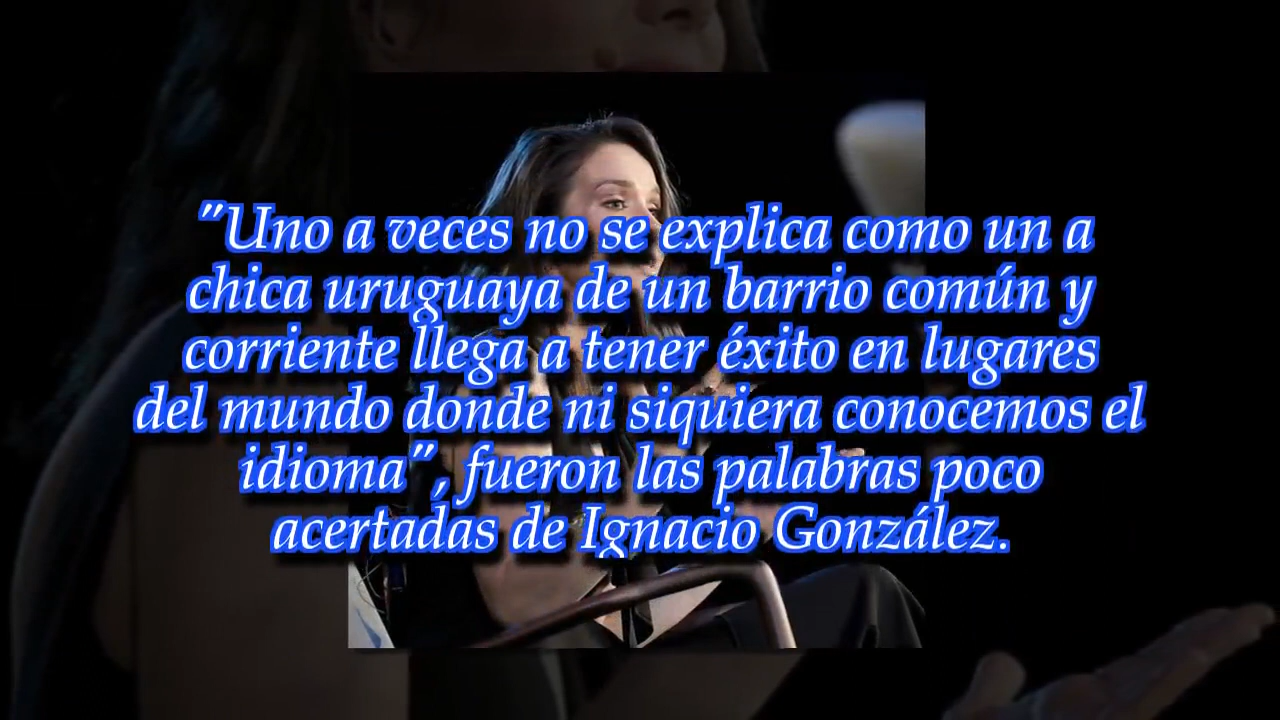 "Uno a veces no se explica como un a
chica uruguaya de un barrio común y
corriente llega a tener éxito en lugares
del mundo donde ni siquiera conocemos el
idioma", fueron las palabras poco
acertadas de Ignacio González.